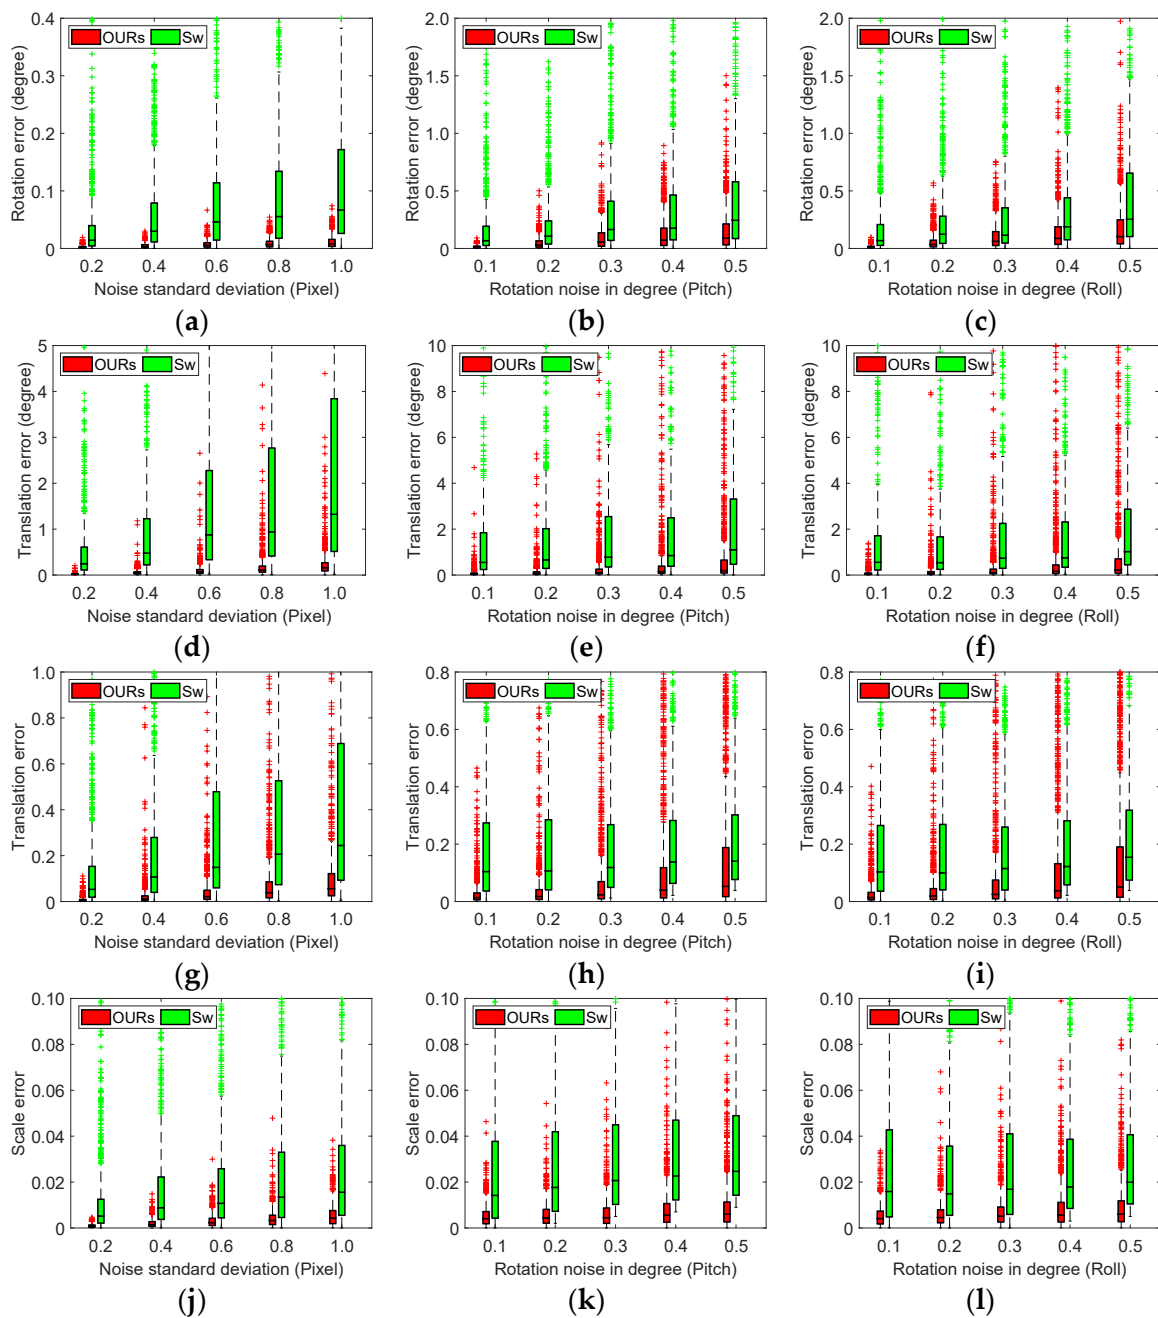 OURs Sw
Rotation error (degree)
0.4
0.3
0.2
0.1
0
0.2 0.4 0.6 0.8 1.0
Noise standard deviation (Pixel)
(a)
OURs Sw
Rotation error (degree)
2.0
1.5
1.0
0.5
0
0.1 0.2 0.3 0.4 0.5
Rotation noise in degree (Pitch)
(b)
OURs Sw
Rotation error (degree)
2.0
1.5
1.0
0.5
0
0.1 0.2 0.3 0.4 0.5
Rotation noise in degree (Roll)
(c)
OURs Sw
Translation error (degree)
5
4
3
2
1
0
0.2 0.4 0.6 0.8 1.0
Noise standard deviation (Pixel)
(d)
OURs Sw
Translation error (degree)
10
8
6
4
2
0
0.1 0.2 0.3 0.4 0.5
Rotation noise in degree (Pitch)
(e)
OURs Sw
Translation error (degree)
10
8
6
4
2
0
0.1 0.2 0.3 0.4 0.5
Rotation noise in degree (Roll)
(f)
OURs Sw
Translation error
1.0
0.8
0.6
0.4
0.2
0
0.2 0.4 0.6 0.8 1.0
Noise standard deviation (Pixel)
(g)
OURs Sw
Translation error
0.8
0.6
0.4
0.2
0
0.1 0.2 0.3 0.4 0.5
Rotation noise in degree (Pitch)
(h)
OURs Sw
Translation error
0.8
0.6
0.4
0.2
0
0.1 0.2 0.3 0.4 0.5
Rotation noise in degree (Roll)
(i)
OURs Sw
Scale error
0.10
0.08
0.06
0.04
0.02
0
0.2 0.4 0.6 0.8 1.0
Noise standard deviation (Pixel)
(j)
OURs Sw
Scale error
0.10
0.08
0.06
0.04
0.02
0
0.1 0.2 0.3 0.4 0.5
Rotation noise in degree (Pitch)
(k)
OURs Sw
Scale error
0.10
0.08
0.06
0.04
0.02
0
0.1 0.2 0.3 0.4 0.5
Rotation noise in degree (Roll)
(l)